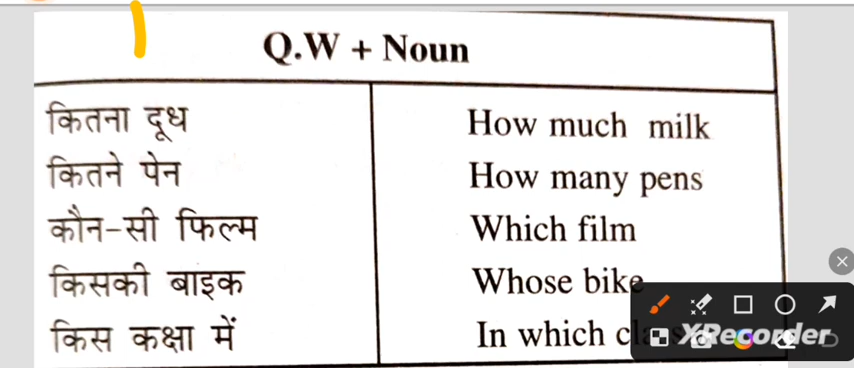 Q.W + Noun
कितना दूध How much milk
कितने पेन How many pens
कौन-सी फिल्म Which film
किसकी बाइक Whose bike
किस कक्षा में In which
XRecorder